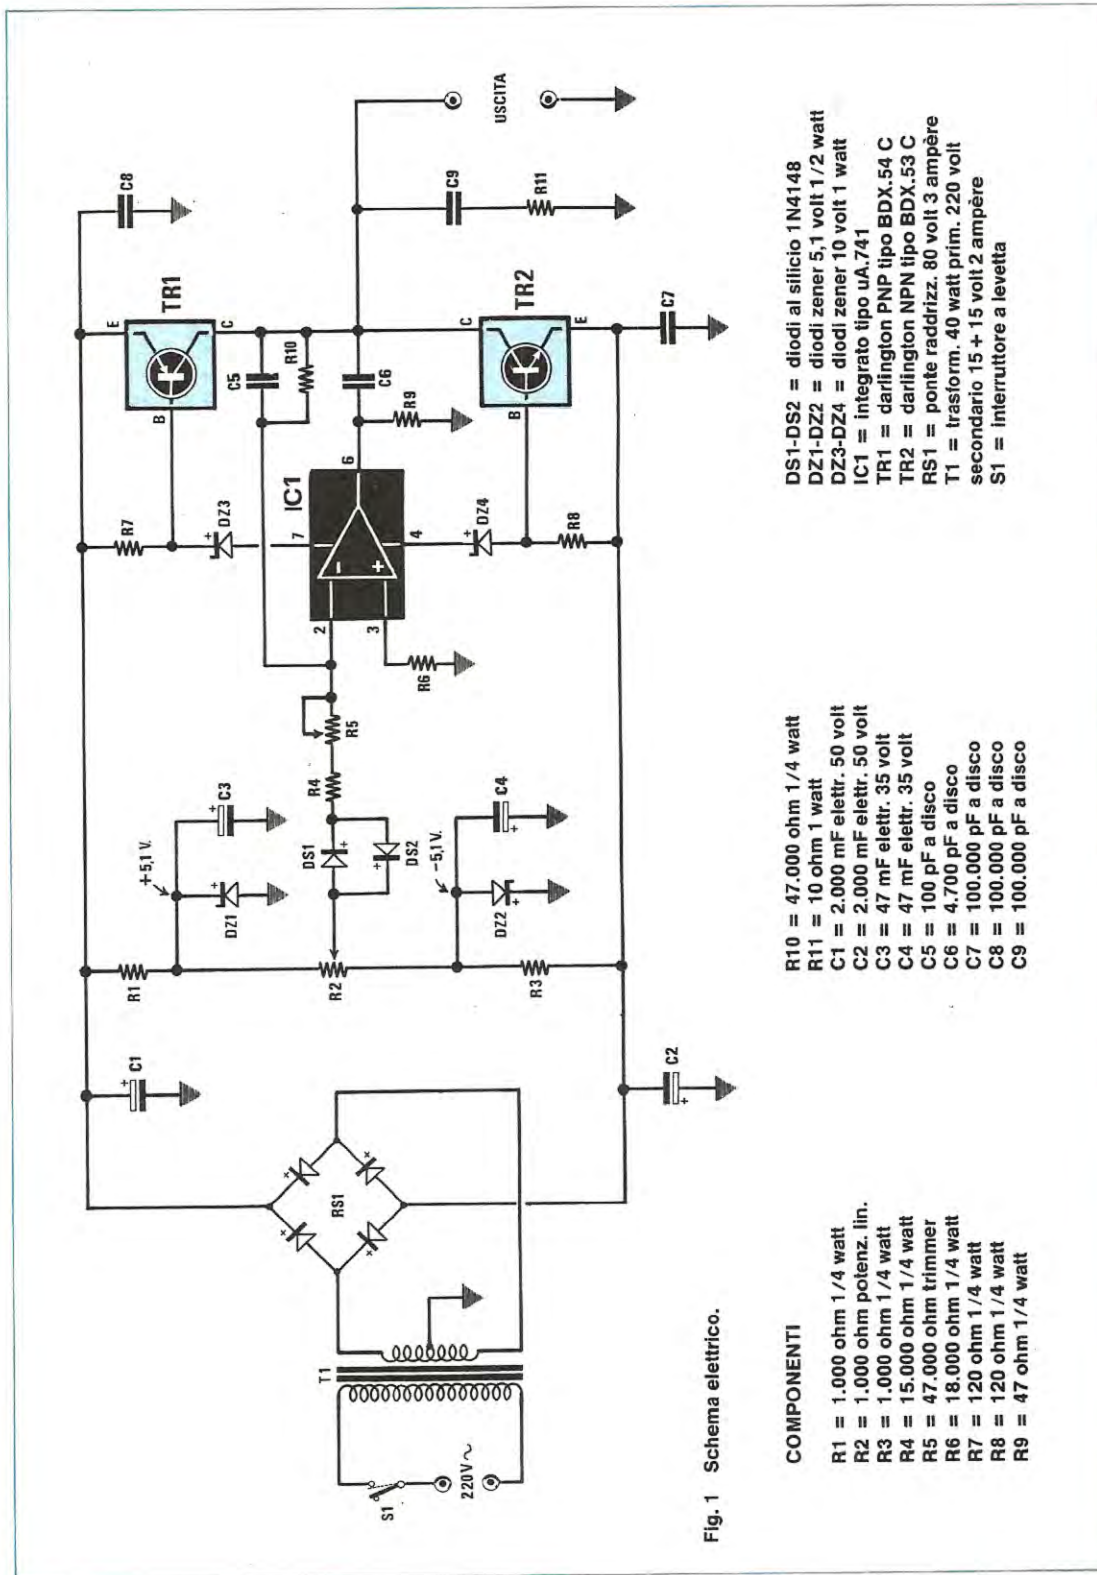 S1
220V~
T1
RS1
C1
+
C2
+
R1
R2
R3
+5,1 V.
-5,1 V.
DZ1
+
DZ2
+
C3
+
C4
+
DS1
+
DS2
+
R4
R5
R6
2
3
-
+
IC1
7
4
6
R7
DZ3
+
DZ4
+
R8
B
E
C
TR1
B
C
E
TR2
C5
R10
C6
R9
C8
C7
C9
R11
USCITA
Fig. 1 Schema elettrico.
COMPONENTI
R1 = 1.000 ohm 1/4 watt
R2 = 1.000 ohm potenz. lin.
R3 = 1.000 ohm 1/4 watt
R4 = 15.000 ohm 1/4 watt
R5 = 47.000 ohm trimmer
R6 = 18.000 ohm 1/4 watt
R7 = 120 ohm 1/4 watt
R8 = 120 ohm 1/4 watt
R9 = 47 ohm 1/4 watt
R10 = 47.000 ohm 1/4 watt
R11 = 10 ohm 1 watt
C1 = 2.000 mF elettr. 50 volt
C2 = 2.000 mF elettr. 50 volt
C3 = 47 mF elettr. 35 volt
C4 = 47 mF elettr. 35 volt
C5 = 100 pF a disco
C6 = 4.700 pF a disco
C7 = 100.000 pF a disco
C8 = 100.000 pF a disco
C9 = 100.000 pF a disco
DS1-DS2 = diodi al silicio 1N4148
DZ1-DZ2 = diodi zener 5,1 volt 1/2 watt
DZ3-DZ4 = diodi zener 10 volt 1 watt
IC1 = integrato tipo uA.741
TR1 = darlington PNP tipo BDX.54 C
TR2 = darlington NPN tipo BDX.53 C
RS1 = ponte raddrizz. 80 volt 3 ampère
T1 = trasform. 40 watt prim. 220 volt
secondario 15 + 15 volt 2 ampère
S1 = interruttore a levetta